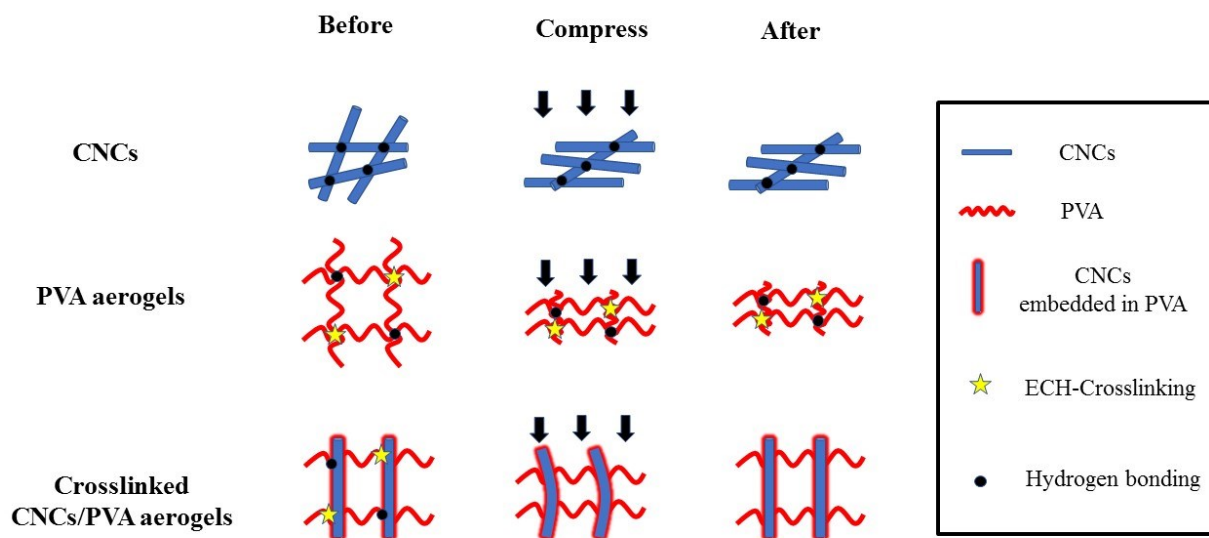 Before
Compress
After
CNCs
PVA aerogels
Crosslinked
CNCs/PVA aerogels
CNCs
PVA
CNCs
embedded in PVA
ECH-Crosslinking
Hydrogen bonding